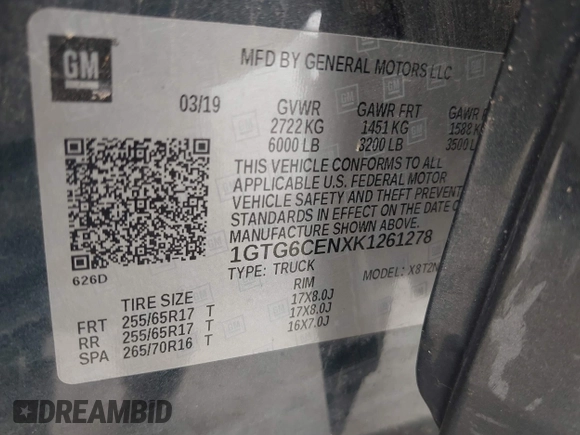 GM
MFD BY GENERAL MOTORS LLC
03/19 GVWR GAWR FRT GAWR
2722 KG 1451 KG 1588 KG
6000 LB 3200 LB 3500 LB
THIS VEHICLE CONFORMS TO ALL
APPLICABLE U.S. FEDERAL MOTOR
VEHICLE SAFETY AND THEFT PREVENT
STANDARDS IN EFFECT ON THE DATE O
MANUFACTURE SHOWN ABOVE.
1GTG6CENXK1261278
626D TYPE: TRUCK MODEL: X8T2N
TIRE SIZE RIM
FRT 255/65R17 T 17X8.0J
RR 255/65R17 T 17X8.0J
SPA 265/70R16 T 16X7.0J
DREAMBID